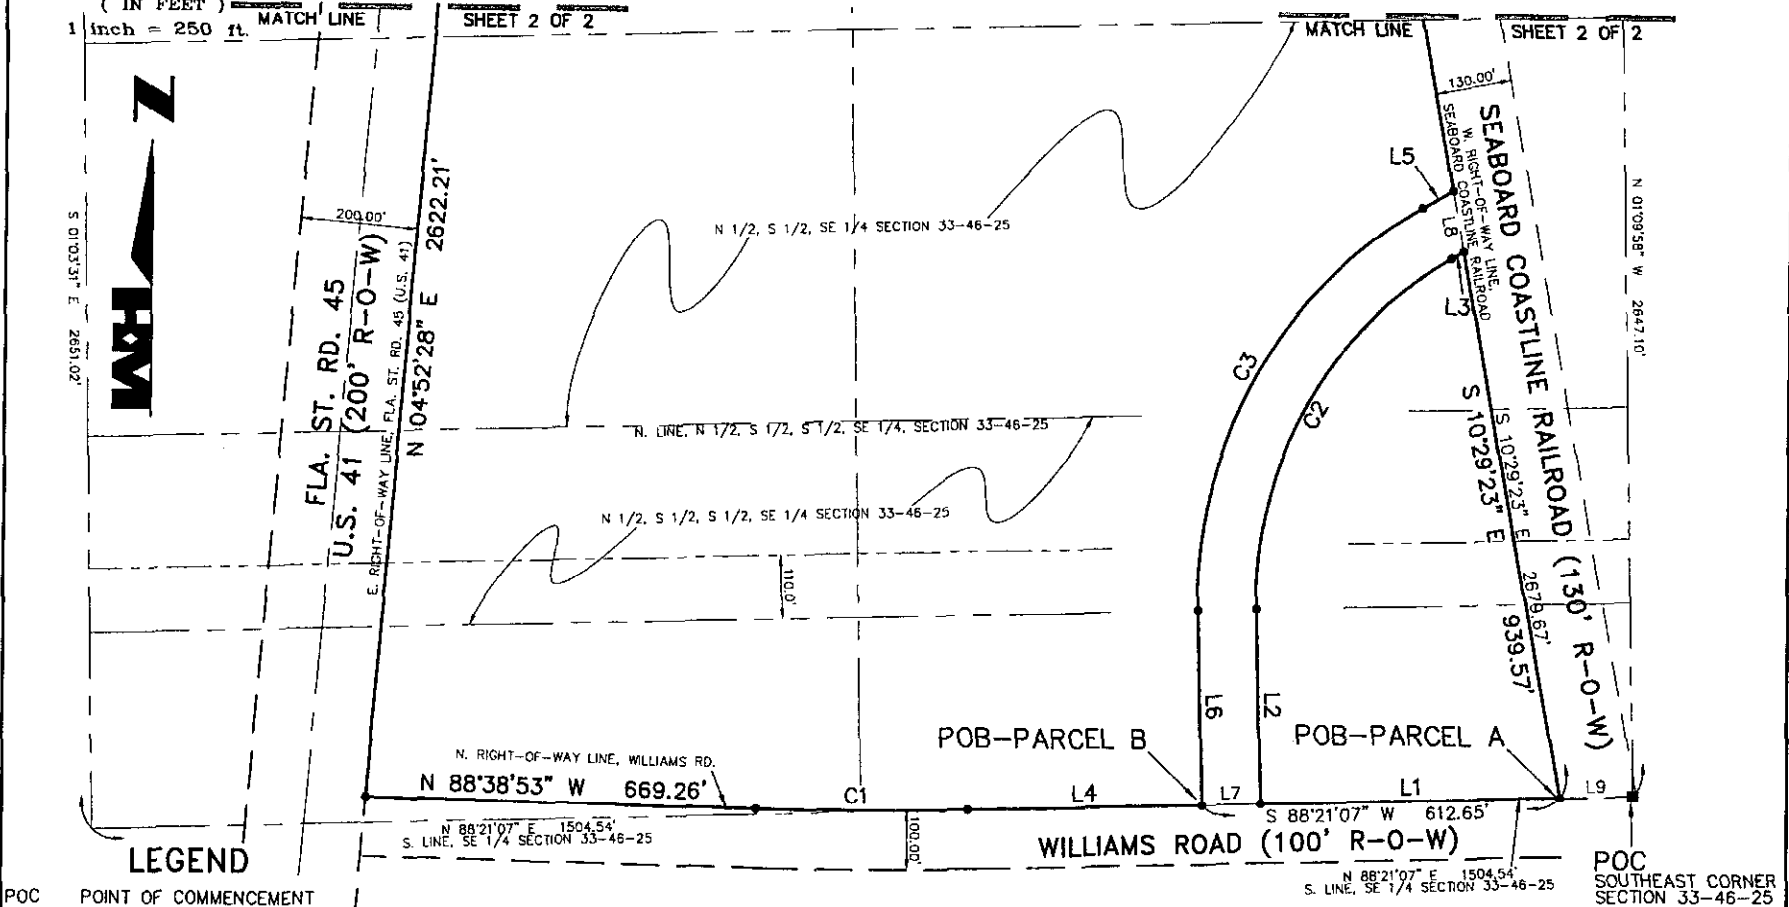 ( IN FEET )
1 inch = 250 ft.
MATCH LINE
SHEET 2 OF 2
MATCH LINE
SHEET 2 OF 2
N
HM
S 01°03'31" E 2651.02'
200.00'
FLA. ST. RD. 45
U.S. 41 (200' R-O-W)
E. RIGHT-OF-WAY LINE, FLA. ST. RD. 45 (U.S. 41)
N 04°52'28" E 2622.21'
N 1/2, S 1/2, SE 1/4 SECTION 33-46-25
N. LINE, N 1/2, S 1/2, S 1/2, SE 1/4, SECTION 33-46-25
N 1/2, S 1/2, S 1/2, SE 1/4 SECTION 33-46-25
110.0'
130.00'
SEABOARD COASTLINE RAILROAD (130' R-O-W)
W. RIGHT-OF-WAY LINE,
SEABOARD COASTLINE RAILROAD
L5
L8
L3
C3
C2
N 01°09'58" W 2647.10'
S 10°29'23" E 2679.67'
S 10°29'23" E 939.57'
L6
L2
POB-PARCEL B
POB-PARCEL A
N. RIGHT-OF-WAY LINE, WILLIAMS RD.
N 88°38'53" W 669.26'
C1
L4
L7
L1
L9
S 88°21'07" W 612.65'
N 88°21'07" E 1504.54'
S. LINE, SE 1/4 SECTION 33-46-25
100.00'
WILLIAMS ROAD (100' R-O-W)
N 88°21'07" E 1504.54'
S. LINE, SE 1/4 SECTION 33-46-25
POC
SOUTHEAST CORNER
SECTION 33-46-25
LEGEND
POC POINT OF COMMENCEMENT